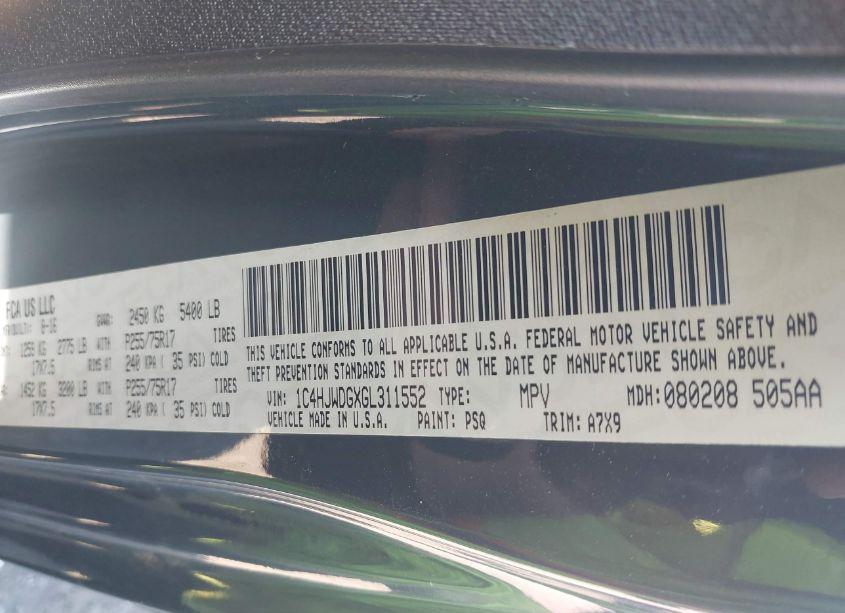 FCA US LLC
8-16 GVWR: 2450 KG 5400 LB
1256 KG 2775 LB WITH P255/75R17 TIRES
17X7.5 RIMS AT 240 KPA ( 35 PSI) COLD
1452 KG 3200 LB WITH P255/75R17 TIRES
17X7.5 RIMS AT 240 KPA ( 35 PSI) COLD
THIS VEHICLE CONFORMS TO ALL APPLICABLE U.S.A. FEDERAL MOTOR VEHICLE SAFETY AND
THEFT PREVENTION STANDARDS IN EFFECT ON THE DATE OF MANUFACTURE SHOWN ABOVE.
VIN: 1C4HJWDGXGL311552 TYPE: MPV MDH: 080208 505AA
VEHICLE MADE IN U.S.A. PAINT: PSQ TRIM: A7X9